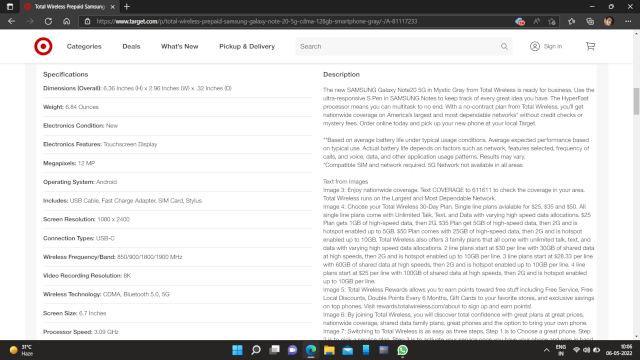 Total Wireless Prepaid Samsung
https://www.target.com/p/total-wireless-prepaid-samsung-galaxy-note-20-5g-cdma-128gb-smartphone-gray/-/A-81117233
Categories Deals What's New Pickup & Delivery Search Sign in
Specifications
Dimensions (Overall): 6.36 Inches (H) x 2.96 Inches (W) x .32 Inches (D)
Weight: 6.84 Ounces
Electronics Condition: New
Electronics Features: Touchscreen Display
Megapixels: 12 MP
Operating System: Android
Includes: USB Cable, Fast Charge Adapter, SIM Card, Stylus
Screen Resolution: 1080 x 2400
Connection Types: USB-C
Wireless Frequency/Band: 850/900/1800/1900 MHz
Video Recording Resolution: 8K
Wireless Technology: CDMA, Bluetooth 5.0, 5G
Screen Size: 6.7 Inches
Processor Speed: 3.09 GHz
Description
The new SAMSUNG Galaxy Note20 5G in Mystic Gray from Total Wireless is ready for business. Use the
ultra-responsive S Pen in SAMSUNG Notes to keep track of every great idea you have. The HyperFast
processor means you can multitask to no end. With a no-contract plan from Total Wireless, you'll get
nationwide coverage on America's largest and most dependable networks* without credit checks or
mystery fees. Order online today and pick up your new phone at your local Target.
**Based on average battery life under typical usage conditions. Average expected performance based
on typical use. Actual battery life depends on factors such as network, features selected, frequency of
calls, and voice, data, and other application usage patterns. Results may vary.
*Compatible SIM and network required. 5G Network not available in all areas
Text from Images
Image 3: Enjoy nationwide coverage. Text COVERAGE to 611611 to check the coverage in your area.
Total Wireless runs on the Largest and Most Dependable Network.
Image 4: Choose your Total Wireless 30-Day Plan. Single line plans avialable for $25, $35 and $50. All
single line plans come with Unlimited Talk, Text, and Data with varying high speed data allocations. $25
Plan gets 1GB of high-speed data, then 2G. $35 Plan get 5GB of high-speed data, then 2G and is
hotspot enabled up to 5GB. $50 Plan comes with 25GB of high-speed data, then 2G and is hotspot
enabled up to 10GB. Total Wireless also offers 3 family plans that all come with unlimited talk, text, and
data with varying high speed data allocations. 2 line plans start at $30 per line with 30GB of shared data
at high speeds, then 2G and is hotspot enabled up to 10GB per line. 3 line plans start at $28.33 per line
with 60GB of shared data at high speeds, then 2G and is hotspot enabled up to 10GB per line. 4 line
plans start at $25 per line with 100GB of shared data at high speeds, then 2G and is hotspot enabled
up to 10GB per line.
Image 5: Total Wireless Rewards allows you to earn points toward free stuff including Free Service, Free
Local Discounts, Double Points Every 6 Months, Gift Cards to your favorite stores, and exclusive savings
on top phones. Visit rewards.totalwireless.com/about to sign up and earn points!
Image 6: By joining Total Wireless, you will discover total confidence with great plans at great prices,
nationwide coverage, shared data family plans, great phones and the option to bring your own phone
Image 7: Switching to Total Wireless is as easy as three steps. Step 1 is to Choose a great phone. Step
31°C
Haze
ENG
IN
10:06
06-05-2022